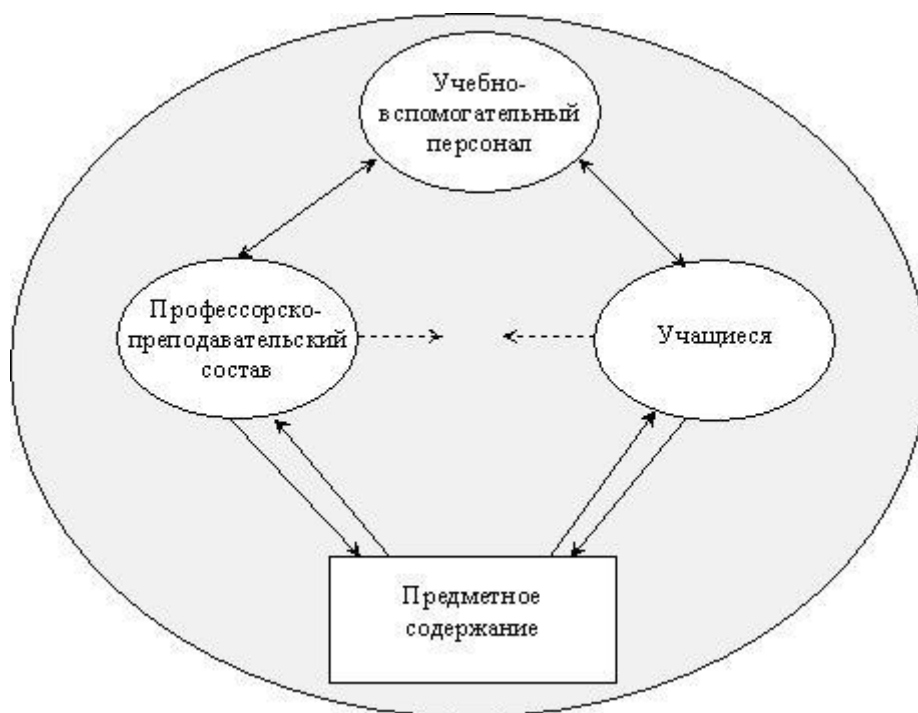 Учебно-
вспомогательный
персонал
Профессорско-
преподавательский
состав
Учащиеся
Предметное
содержание